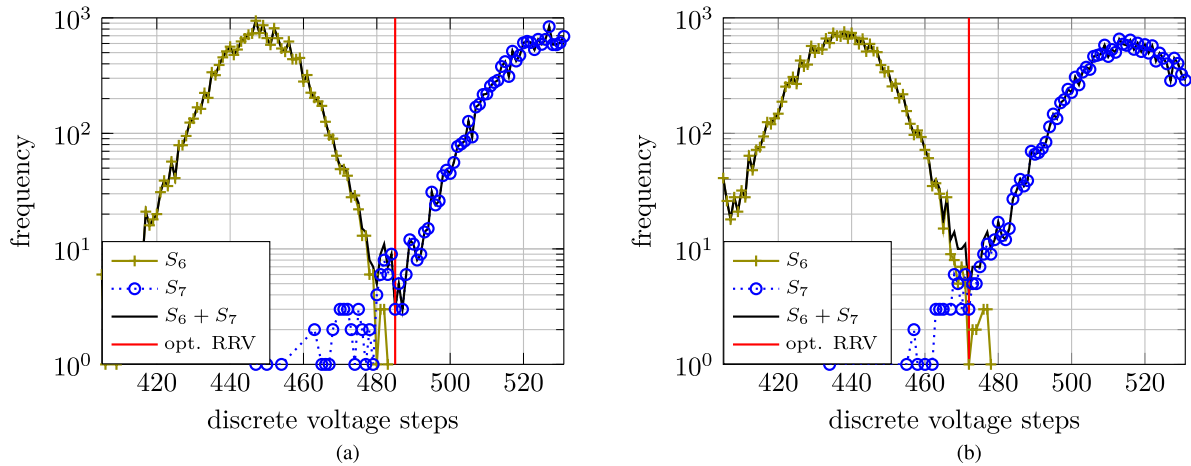 10³
10²
10¹
10⁰
frequency
S₆
S₇
S₆ + S₇
opt. RRV
420 440 460 480 500 520
discrete voltage steps
(a)
10³
10²
10¹
10⁰
frequency
S₆
S₇
S₆ + S₇
opt. RRV
420 440 460 480 500 520
discrete voltage steps
(b)